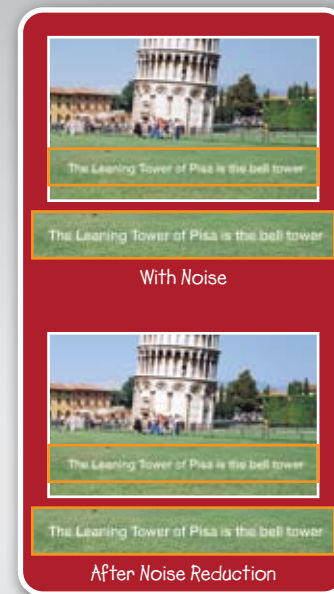 The Leaning Tower of Pisa is the bell tower
The Leaning Tower of Pisa is the bell tower
With Noise
The Leaning Tower of Pisa is the bell tower
The Leaning Tower of Pisa is the bell tower
After Noise Reduction